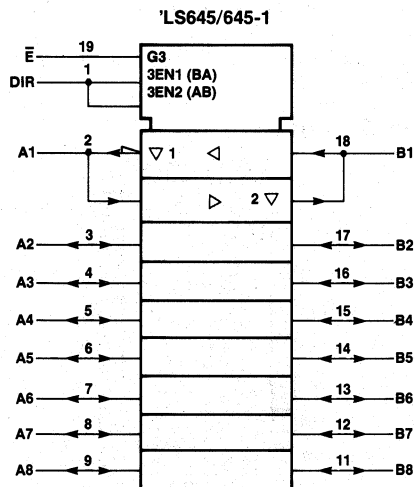 'LS645/645-1
E̅ 19 G3
DIR 1 3EN1 (BA)
3EN2 (AB)
A1 2 ▽ 1 ◁ 18 B1
▷ 2 ▽
A2 3 17 B2
A3 4 16 B3
A4 5 15 B4
A5 6 14 B5
A6 7 13 B6
A7 8 12 B7
A8 9 11 B8